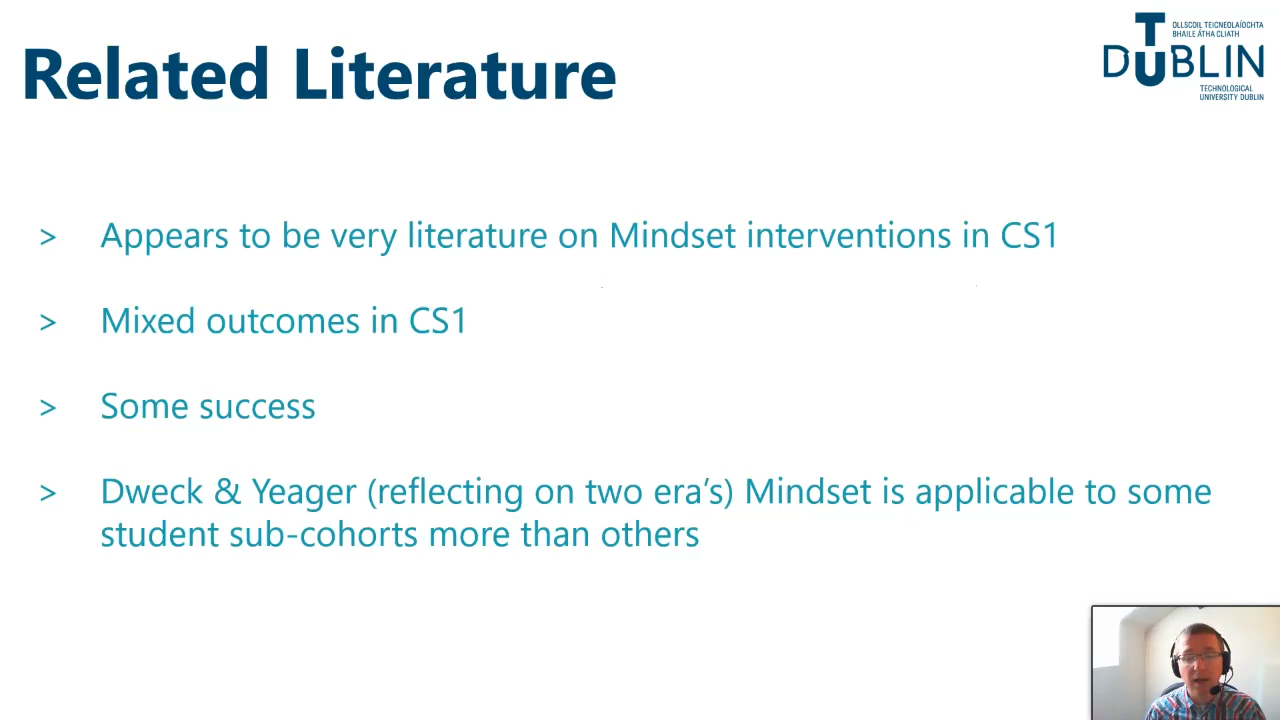 Related Literature
OLLSCOIL TEICNEOLAÍOCHTA
BHAILE ÁTHA CLIATH
T
DUBLIN
TECHNOLOGICAL
UNIVERSITY DUBLIN
> Appears to be very literature on Mindset interventions in CS1
> Mixed outcomes in CS1
> Some success
> Dweck & Yeager (reflecting on two era’s) Mindset is applicable to some
student sub-cohorts more than others